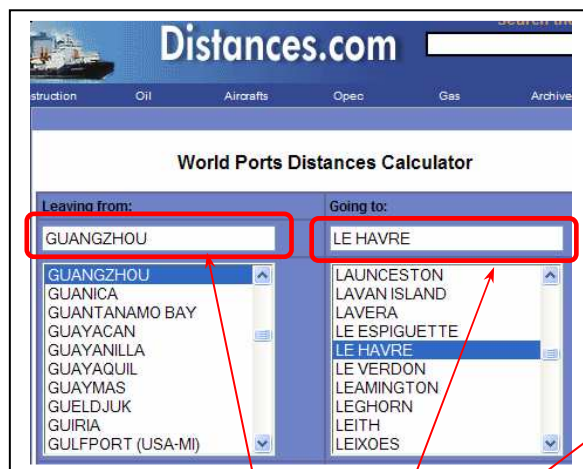 Search the
Distances.com
struction Oil Aircrafts Opec Gas Archive
World Ports Distances Calculator
Leaving from: Going to:
GUANGZHOU LE HAVRE
GUANGZHOU LAUNCESTON
GUANICA LAVAN ISLAND
GUANTANAMO BAY LAVERA
GUAYACAN LE ESPIGUETTE
GUAYANILLA LE HAVRE
GUAYAQUIL LE VERDON
GUAYMAS LEAMINGTON
GUELDJUK LEGHORN
GUIRIA LEITH
GULFPORT (USA-MI) LEIXOES